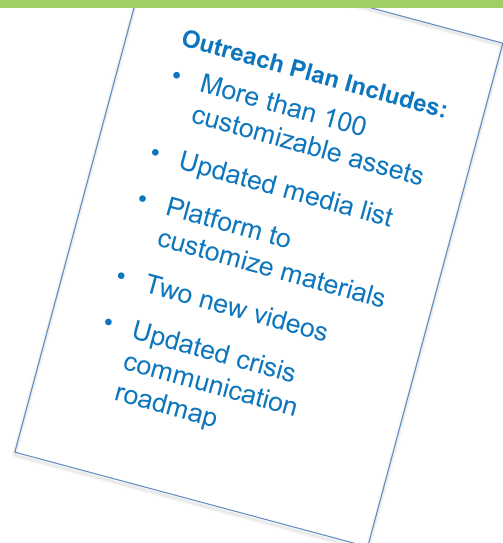 Outreach Plan Includes:
• More than 100
customizable assets
• Updated media list
• Platform to
customize materials
• Two new videos
• Updated crisis
communication
roadmap